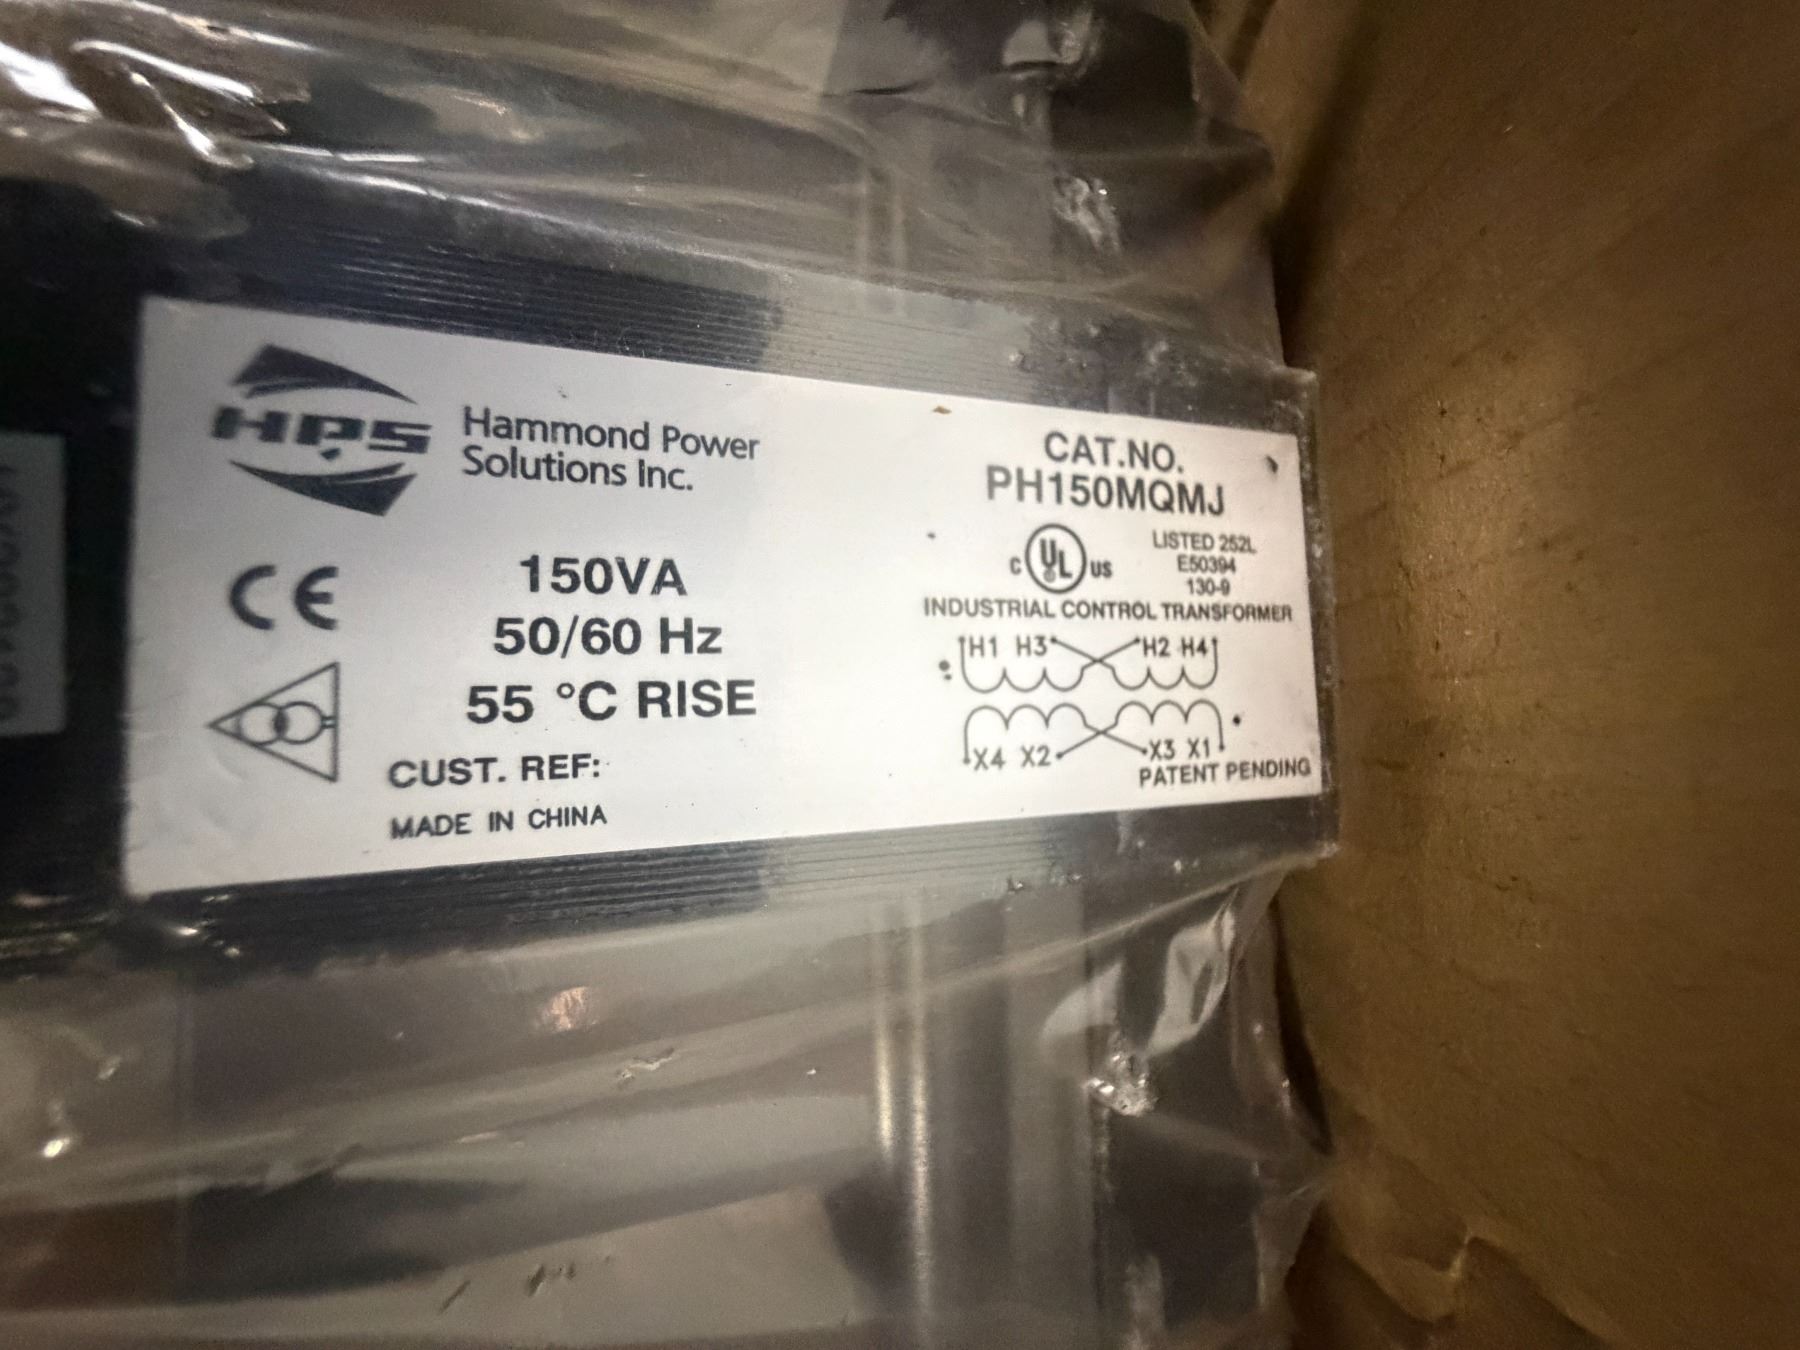 HPS
Hammond Power
Solutions Inc.
CE
150VA
50/60 Hz
55 °C RISE
CUST. REF:
MADE IN CHINA
CAT.NO.
PH150MQMJ
C UL US
LISTED 252L
E50394
130-9
INDUSTRIAL CONTROL TRANSFORMER
H1 H3 H2 H4
X4 X2 X3 X1
PATENT PENDING